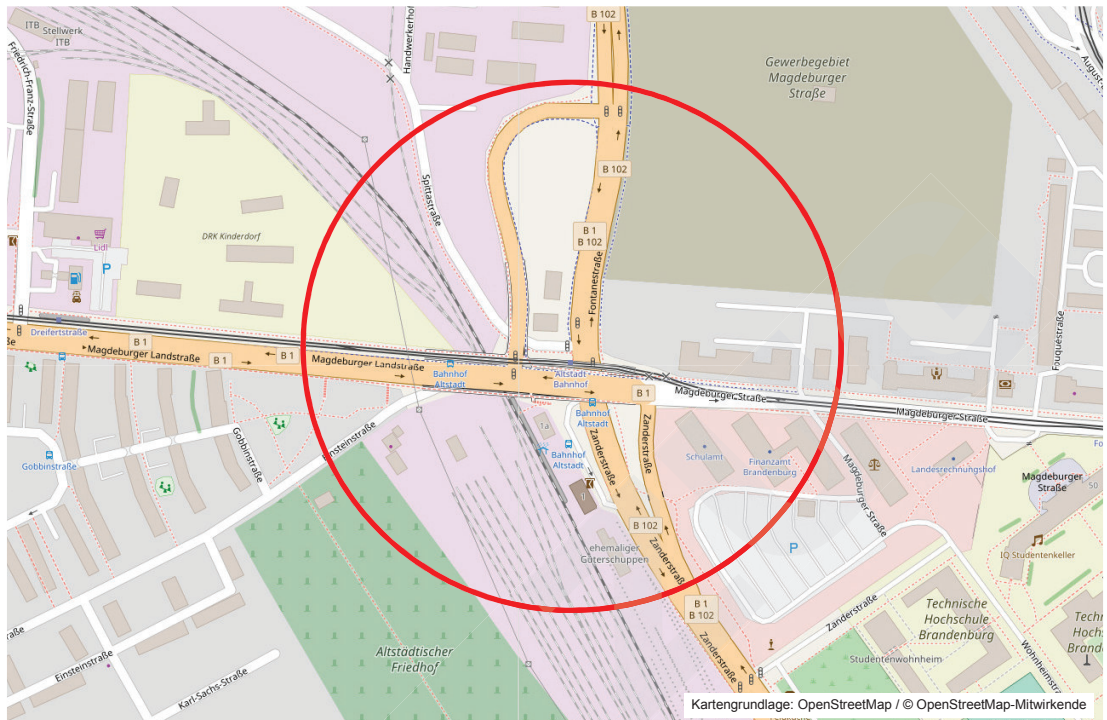 ITB
Stellwerk
ITB
Friedrich-Franz-Straße
Handwerkerhof
B 102
Gewerbegebiet
Magdeburger
Straße
B 102
Spittastraße
DRK Kinderdorf
Lidl
P
B 1
B 102
Fontanestraße
Fouquéstraße
Dreifertstraße
B 1
Magdeburger Landstraße
B 1
B 1
Magdeburger Landstraße
Bahnhof
Altstadt
Altstadt
Bahnhof
B 1
Magdeburger Straße
Magdeburger Straße
Bahnhof
Altstadt
1a
Bahnhof
Altstadt
Zanderstraße
Zanderstraße
Schulamt
Finanzamt
Brandenburg
Landesrechnungshof
Magdeburger Straße
Magdeburger
Straße
50
Gobbinstraße
Gobbinstraße
Einsteinstraße
1
B 102
P
IQ Studentenkeller
ehemaliger
Güterschuppen
Zanderstraße
B 1
B 102
Zanderstraße
Zanderstraße
Technische
Hochschule
Brandenburg
Studentenwohnheim
Wohnheimstr
Altstädtischer
Friedhof
Einsteinstraße
Karl-Sachs-Straße
Kartengrundlage: OpenStreetMap / © OpenStreetMap-Mitwirkende